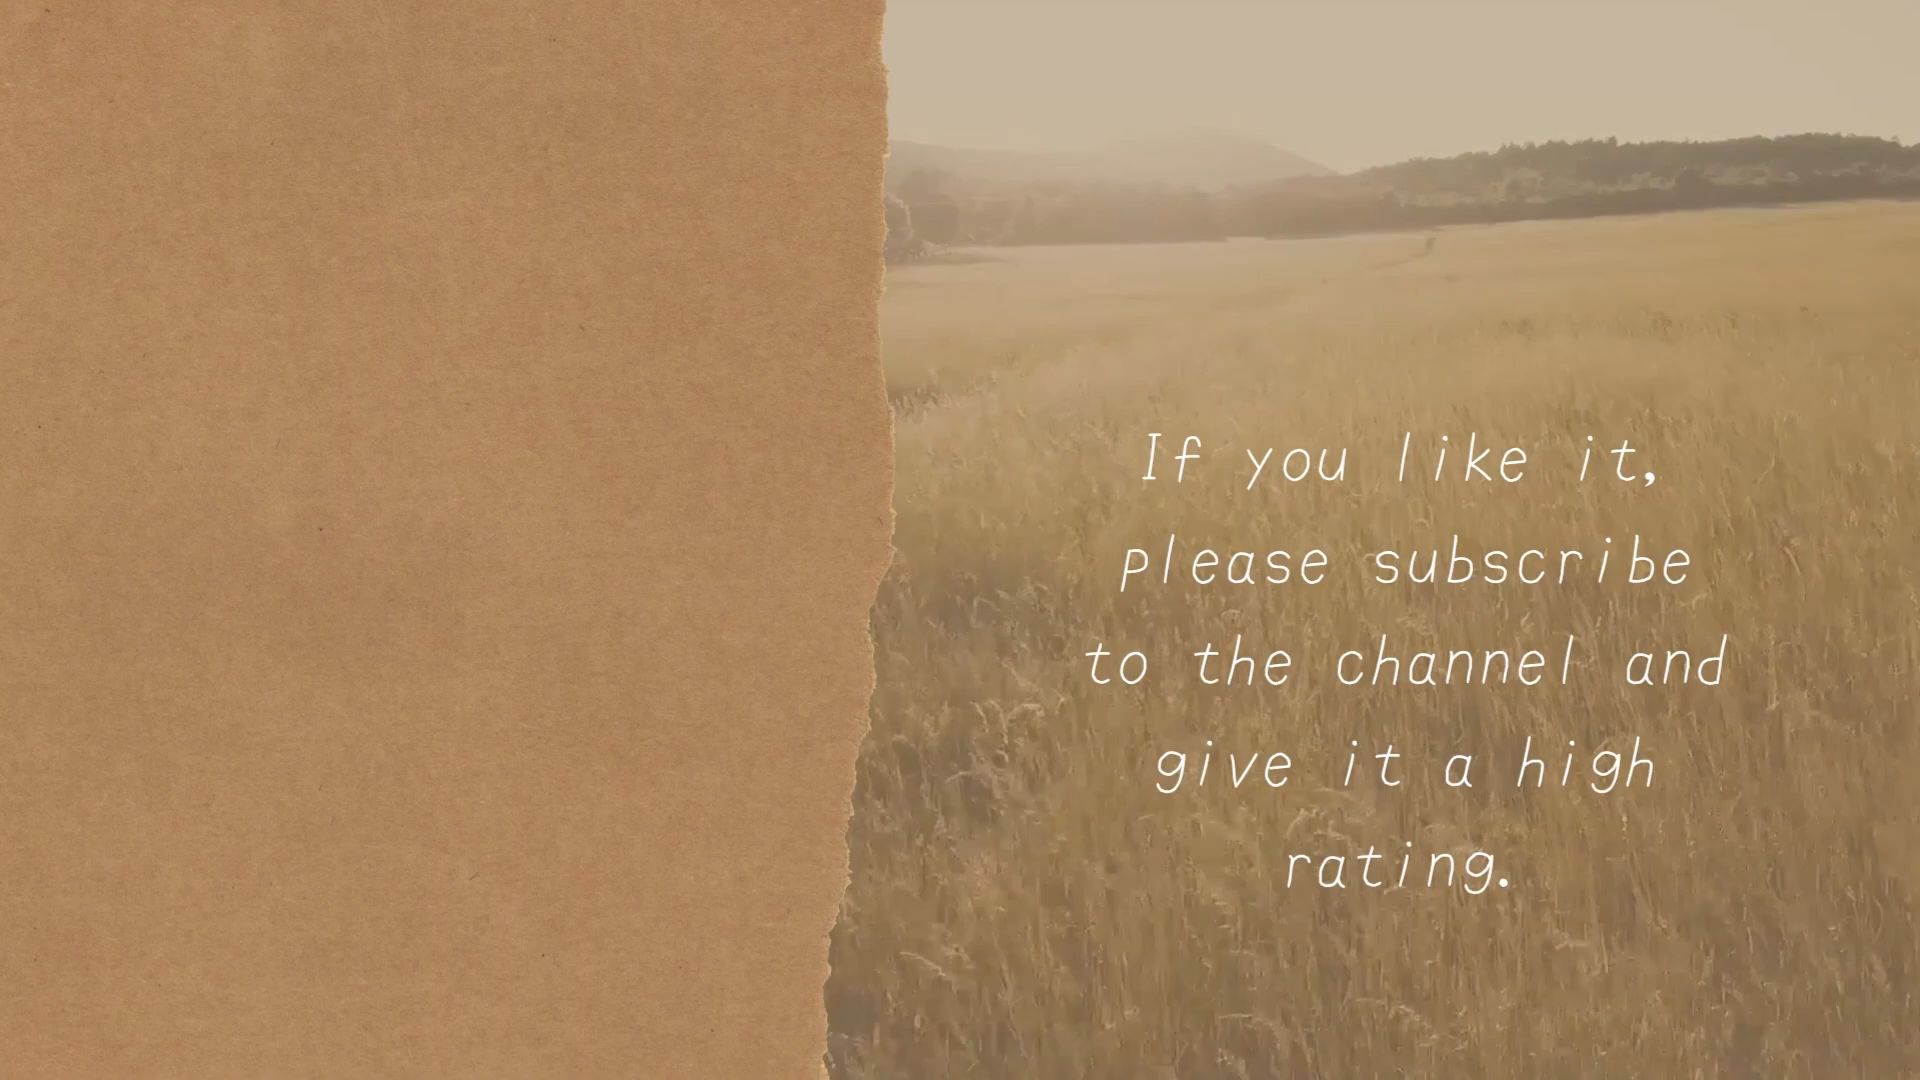 If you like it,
please subscribe
to the channel and
give it a high
rating.